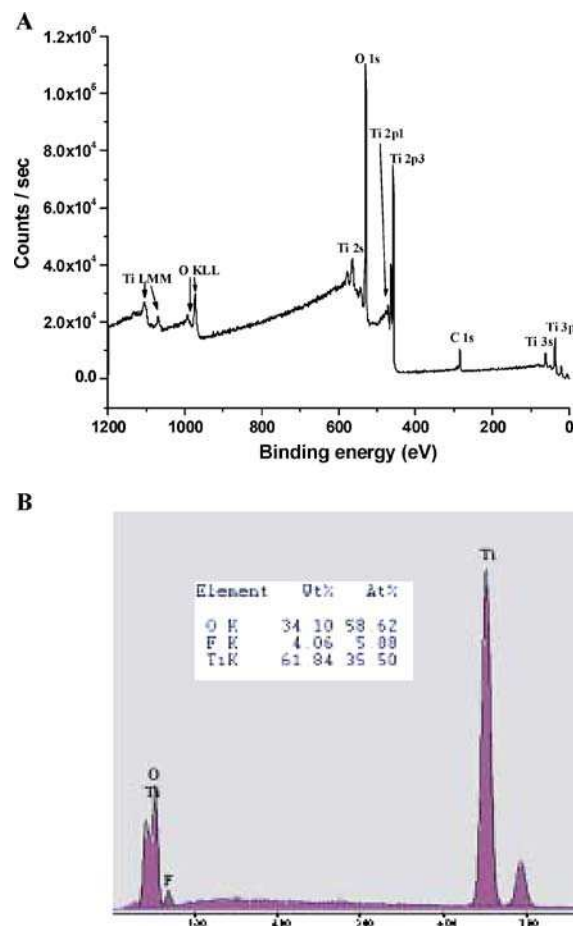 A
1.2x10⁵
1.0x10⁵
8.0x10⁴
6.0x10⁴
4.0x10⁴
2.0x10⁴
0.0
Counts / sec
O 1s
Ti 2p1
Ti 2p3
Ti 2s
O KLL
Ti LMM
C 1s
Ti 3s
Ti 3p
1200
1000
800
600
400
200
0
Binding energy (eV)
B
Ti
Element Wt% At%
O K 34.10 58.62
F K 4.06 5.88
TiK 61.84 35.50
O
Ti
F